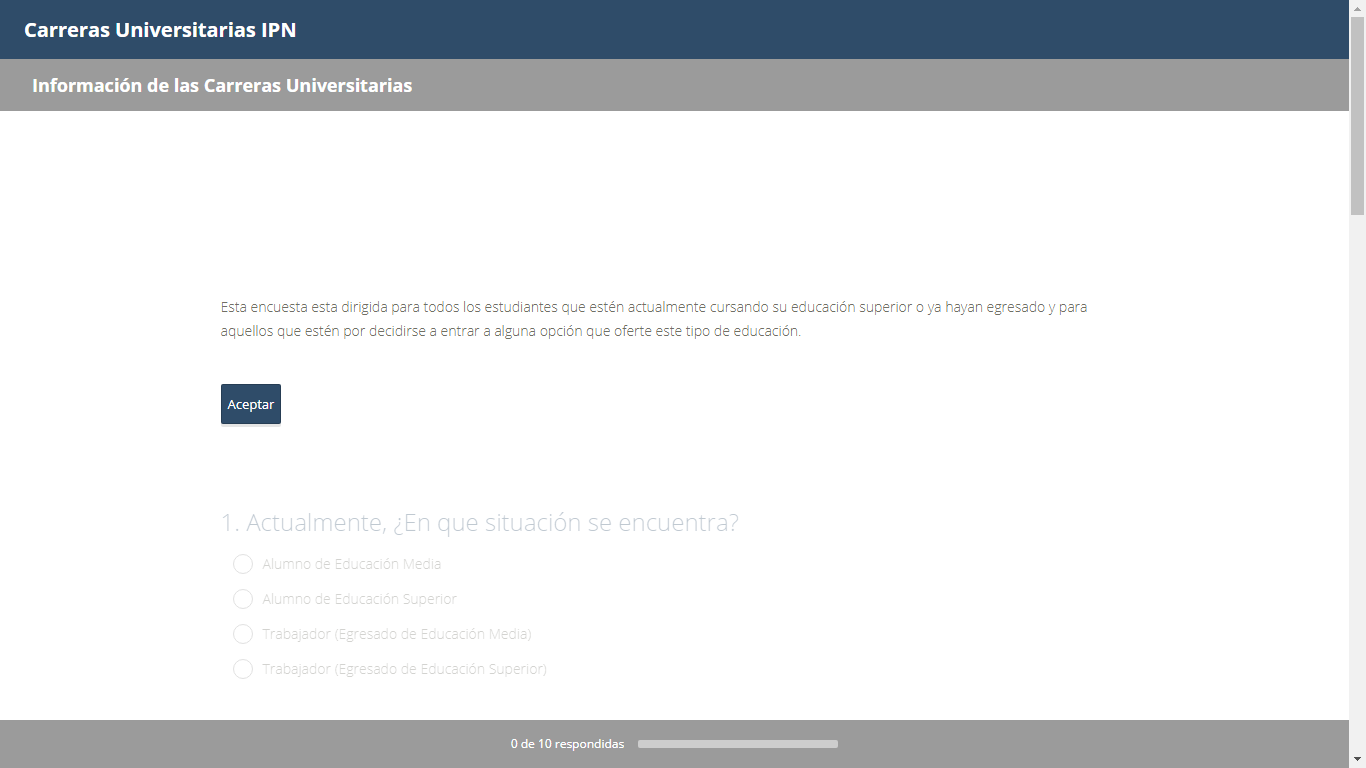 Carreras Universitarias IPN
Información de las Carreras Universitarias
Esta encuesta esta dirigida para todos los estudiantes que estén actualmente cursando su educación superior o ya hayan egresado y para
aquellos que estén por decidirse a entrar a alguna opción que oferte este tipo de educación.
Aceptar
1. Actualmente, ¿En que situación se encuentra?
Alumno de Educación Media
Alumno de Educación Superior
Trabajador (Egresado de Educación Media)
Trabajador (Egresado de Educación Superior)
0 de 10 respondidas